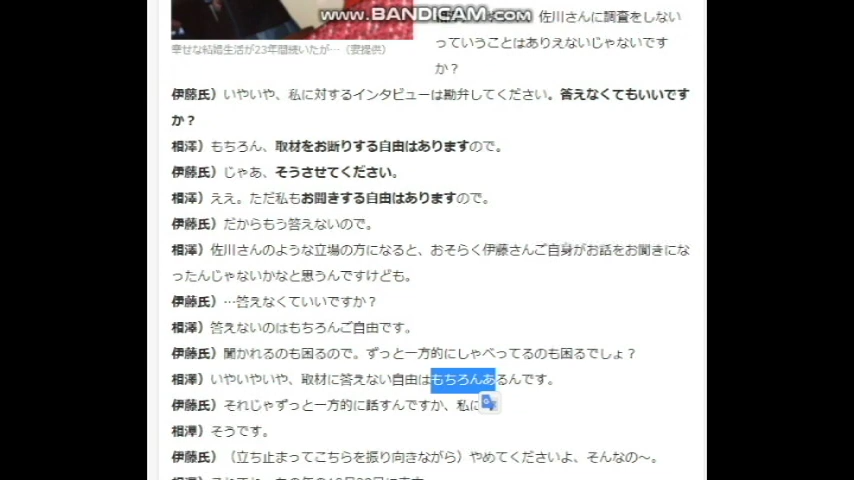 www.BANDICAM.com
佐川さんに調査をしない
っていうことはありえないじゃないです
か？
幸せな結婚生活が23年間続いたが…（妻提供）
伊藤氏）いやいや、私に対するインタビューは勘弁してください。答えなくてもいいです
か？
相澤）もちろん、取材をお断りする自由はありますので。
伊藤氏）じゃあ、そうさせてください。
相澤）ええ。ただ私もお聞きする自由はありますので。
伊藤氏）だからもう答えないので。
相澤）佐川さんのような立場の方になると、おそらく伊藤さんご自身がお話をお聞きにな
ったんじゃないかなと思うんですけども。
伊藤氏）…答えなくていいですか？
相澤）答えないのはもちろんご自由です。
伊藤氏）聞かれるのも困るので。ずっと一方的にしゃべってるのも困るでしょ？
相澤）いやいやいや、取材に答えない自由はもちろんあるんです。
伊藤氏）それじゃずっと一方的に話すんですか、私に
相澤）そうです。
伊藤氏）（立ち止まってこちらを振り向きながら）やめてくださいよ、そんなの～。